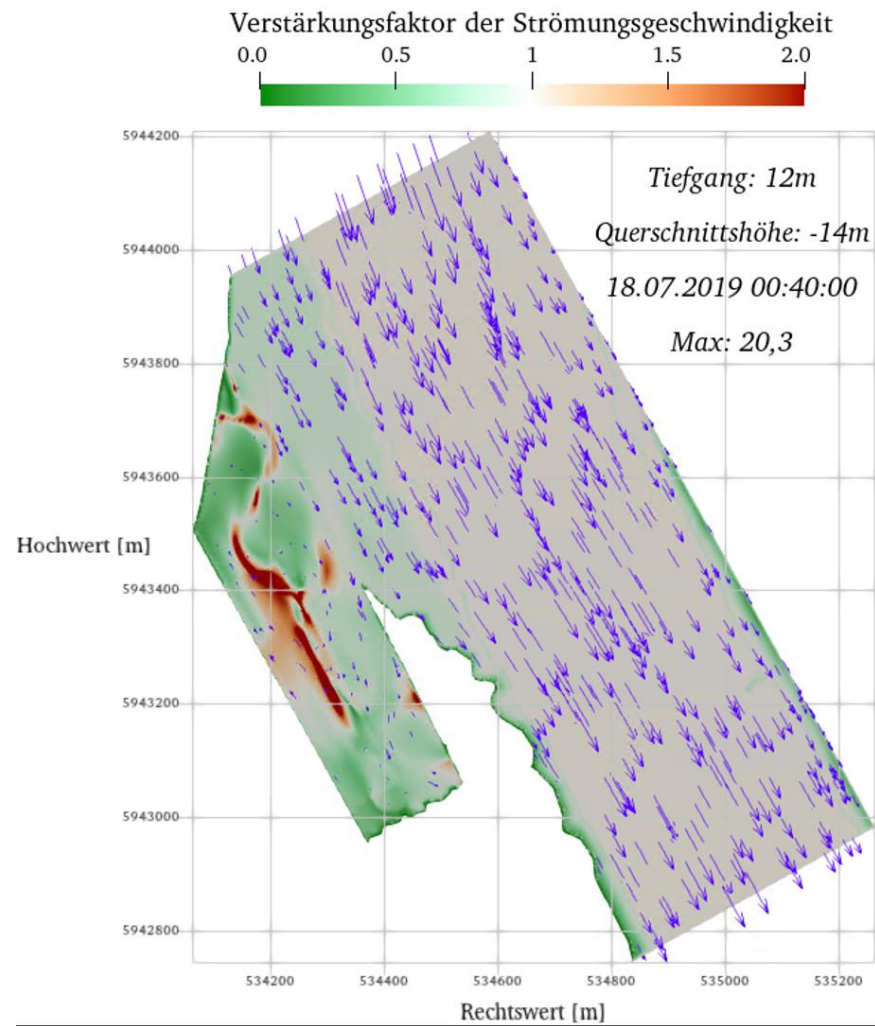 Verstärkungsfaktor der Strömungsgeschwindigkeit
0.0 0.5 1 1.5 2.0
5944200
Tiefgang: 12m
Querschnittshöhe: -14m
5944000
18.07.2019 00:40:00
Max: 20,3
5943800
5943600
Hochwert [m]
5943400
5943200
5943000
5942800
534200 534400 534600 534800 535000 535200
Rechtswert [m]